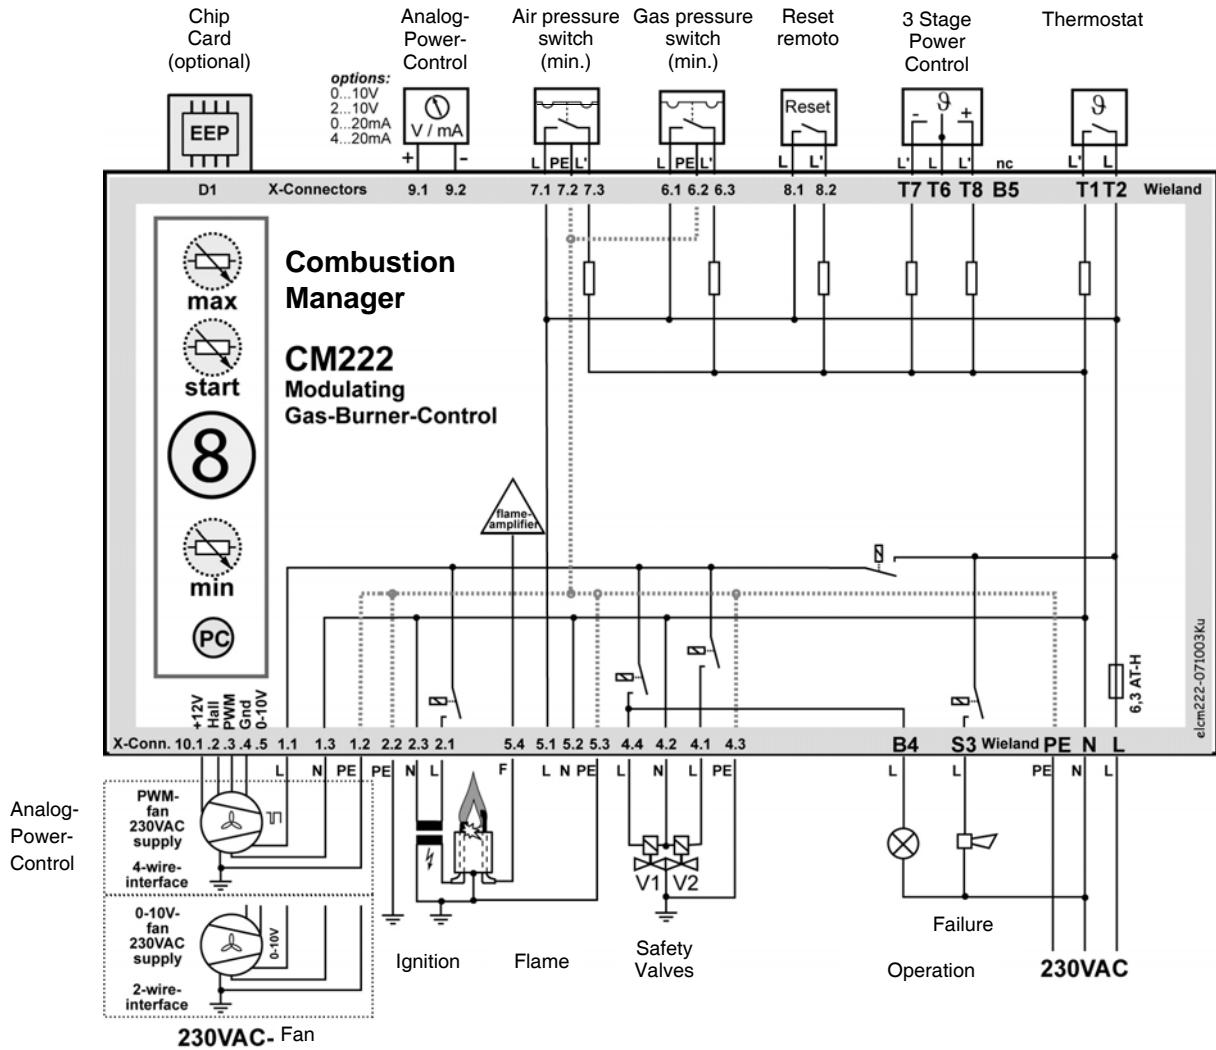 Chip
Card
(optional)
Analog-
Power-
Control
Air pressure
switch
(min.)
Gas pressure
switch
(min.)
Reset
remoto
3 Stage
Power
Control
Thermostat
options:
0...10V
2...10V
0...20mA
4...20mA
EEP
V / mA
Reset
ϑ
- +
ϑ
+ -
L PE L'
L PE L'
L L'
L' L L' nc
L' L
D1 X-Connectors 9.1 9.2 7.1 7.2 7.3 6.1 6.2 6.3 8.1 8.2 T7 T6 T8 B5 T1 T2 Wieland
max
start
8
min
PC
Combustion
Manager
CM222
Modulating
Gas-Burner-Control
flame-
amplifier
6,3 AT-H
elcm222-071003Ku
+12V
Hall
PWM
Gnd
0-10V
X-Conn. 10.1 .2 .3 .4 .5 1.1 1.3 1.2 2.2 2.3 2.1 5.4 5.1 5.2 5.3 4.4 4.2 4.1 4.3 B4 S3 Wieland PE N L
L N PE PE N L F L N PE L N L PE L L PE N L
Analog-
Power-
Control
PWM-
fan
230VAC
supply
4-wire-
interface
0-10V-
fan
230VAC
supply
2-wire-
interface
0-10V
V1 V2
Ignition
Flame
Safety
Valves
Failure
Operation
230VAC
230VAC- Fan